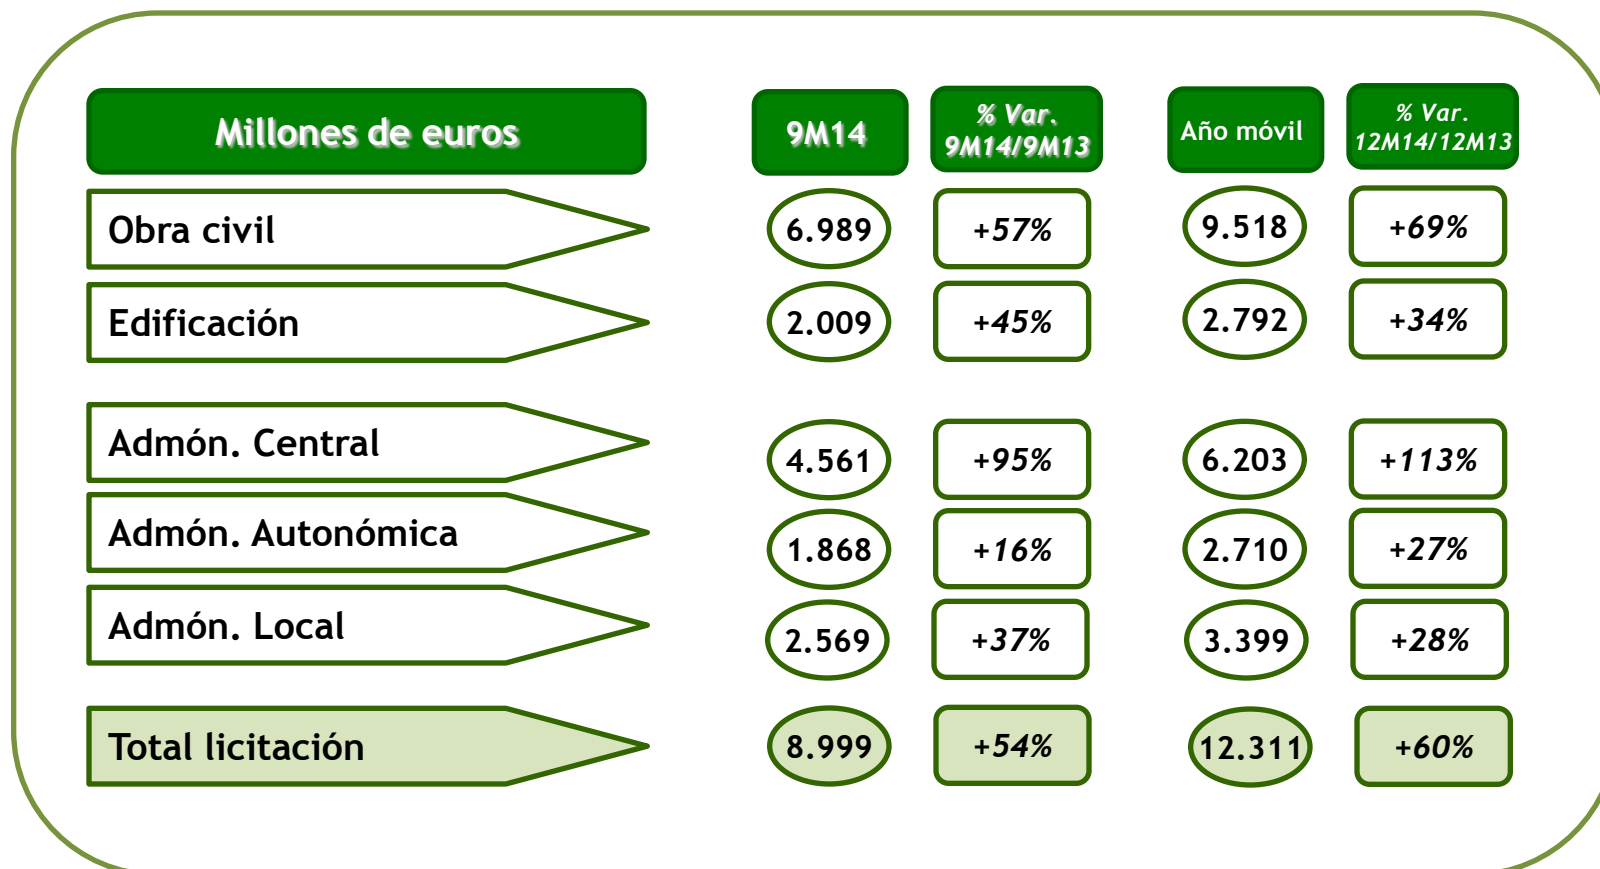 Millones de euros 9M14 % Var. 9M14/9M13 Año móvil % Var. 12M14/12M13
Obra civil 6.989 +57% 9.518 +69%
Edificación 2.009 +45% 2.792 +34%
Admón. Central 4.561 +95% 6.203 +113%
Admón. Autonómica 1.868 +16% 2.710 +27%
Admón. Local 2.569 +37% 3.399 +28%
Total licitación 8.999 +54% 12.311 +60%